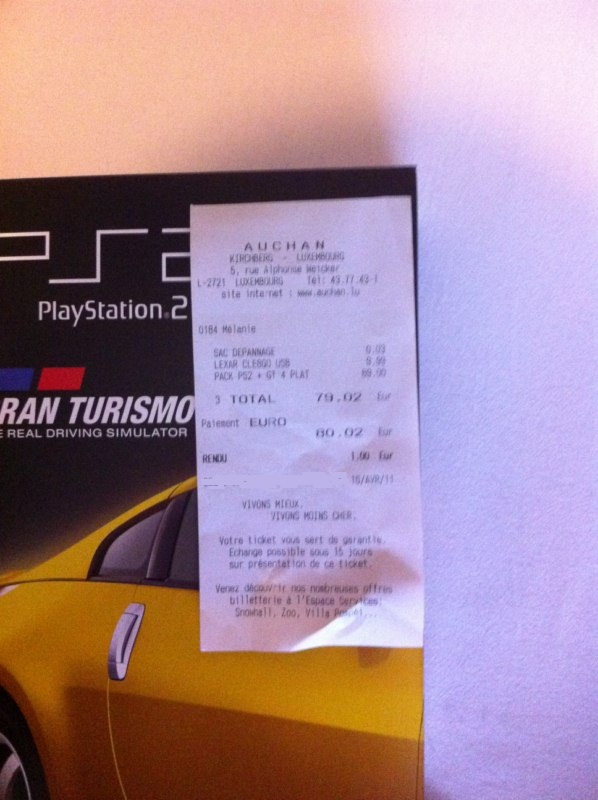 PS2
PlayStation 2
RAN TURISMO
E REAL DRIVING SIMULATOR
AUCHAN
KIRCHBERG - LUXEMBOURG
5, rue Alphonse Weicker
L-2721 LUXEMBOURG Tél: 43.77.43-1
site internet : www.auchan.lu
0184 Mélanie
SAC DEPANNAGE 0.03
LEXAR CLE8GO USB 9.99
PACK PS2 + GT 4 PLAT 69.00
3 TOTAL 79.02 Eur
Paiement EURO
80.02 Eur
RENDU 1.00 Eur
16/AVR/11
VIVONS MIEUX.
VIVONS MOINS CHER.
Votre ticket vous sert de garantie.
Echange possible sous 15 jours
sur présentation de ce ticket.
Venez découvrir nos nombreuses offres
billetterie à l'Espace Services:
Snowhall, Zoo, Villa Pompéi,...